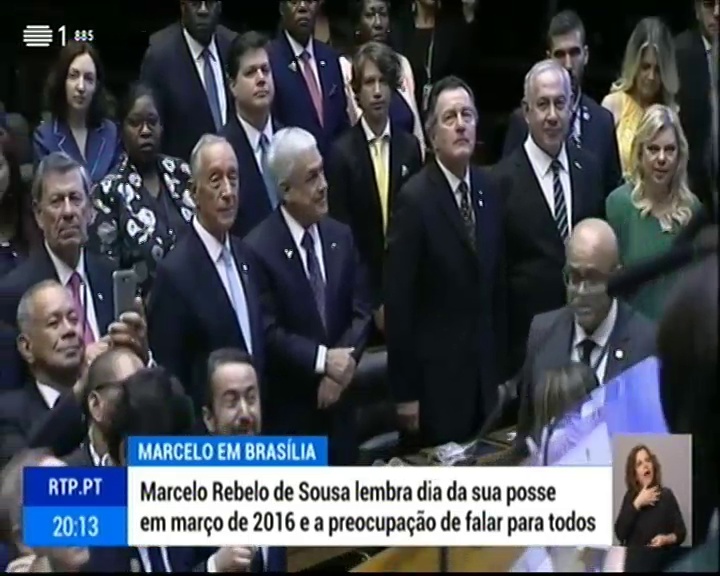 1 885
MARCELO EM BRASÍLIA
RTP.PT
20:13
Marcelo Rebelo de Sousa lembra dia da sua posse
em março de 2016 e a preocupação de falar para todos